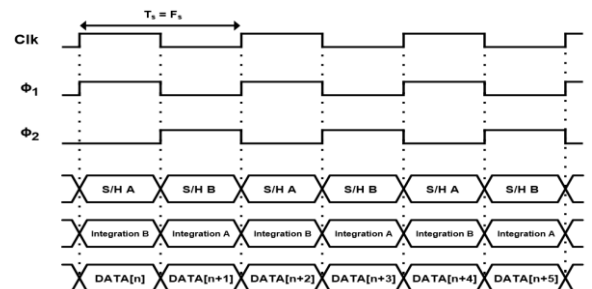 Tₛ = Fₛ
Clk
Φ₁
Φ₂
S/H A S/H B S/H A S/H B S/H A S/H B
Integration B Integration A Integration B Integration A Integration B Integration A
DATA[n] DATA[n+1] DATA[n+2] DATA[n+3] DATA[n+4] DATA[n+5]